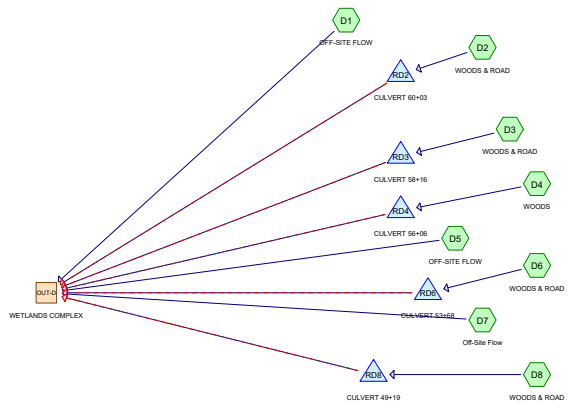 D1
OFF-SITE FLOW
D2
WOODS & ROAD
RD2
CULVERT 60+03
D3
WOODS & ROAD
RD3
CULVERT 58+16
D4
WOODS
RD4
CULVERT 56+06
D5
OFF-SITE FLOW
D6
WOODS & ROAD
RD6
CULVERT 53+68
OUT-D
WETLANDS COMPLEX
D7
Off-Site Flow
RD8
CULVERT 49+19
D8
WOODS & ROAD